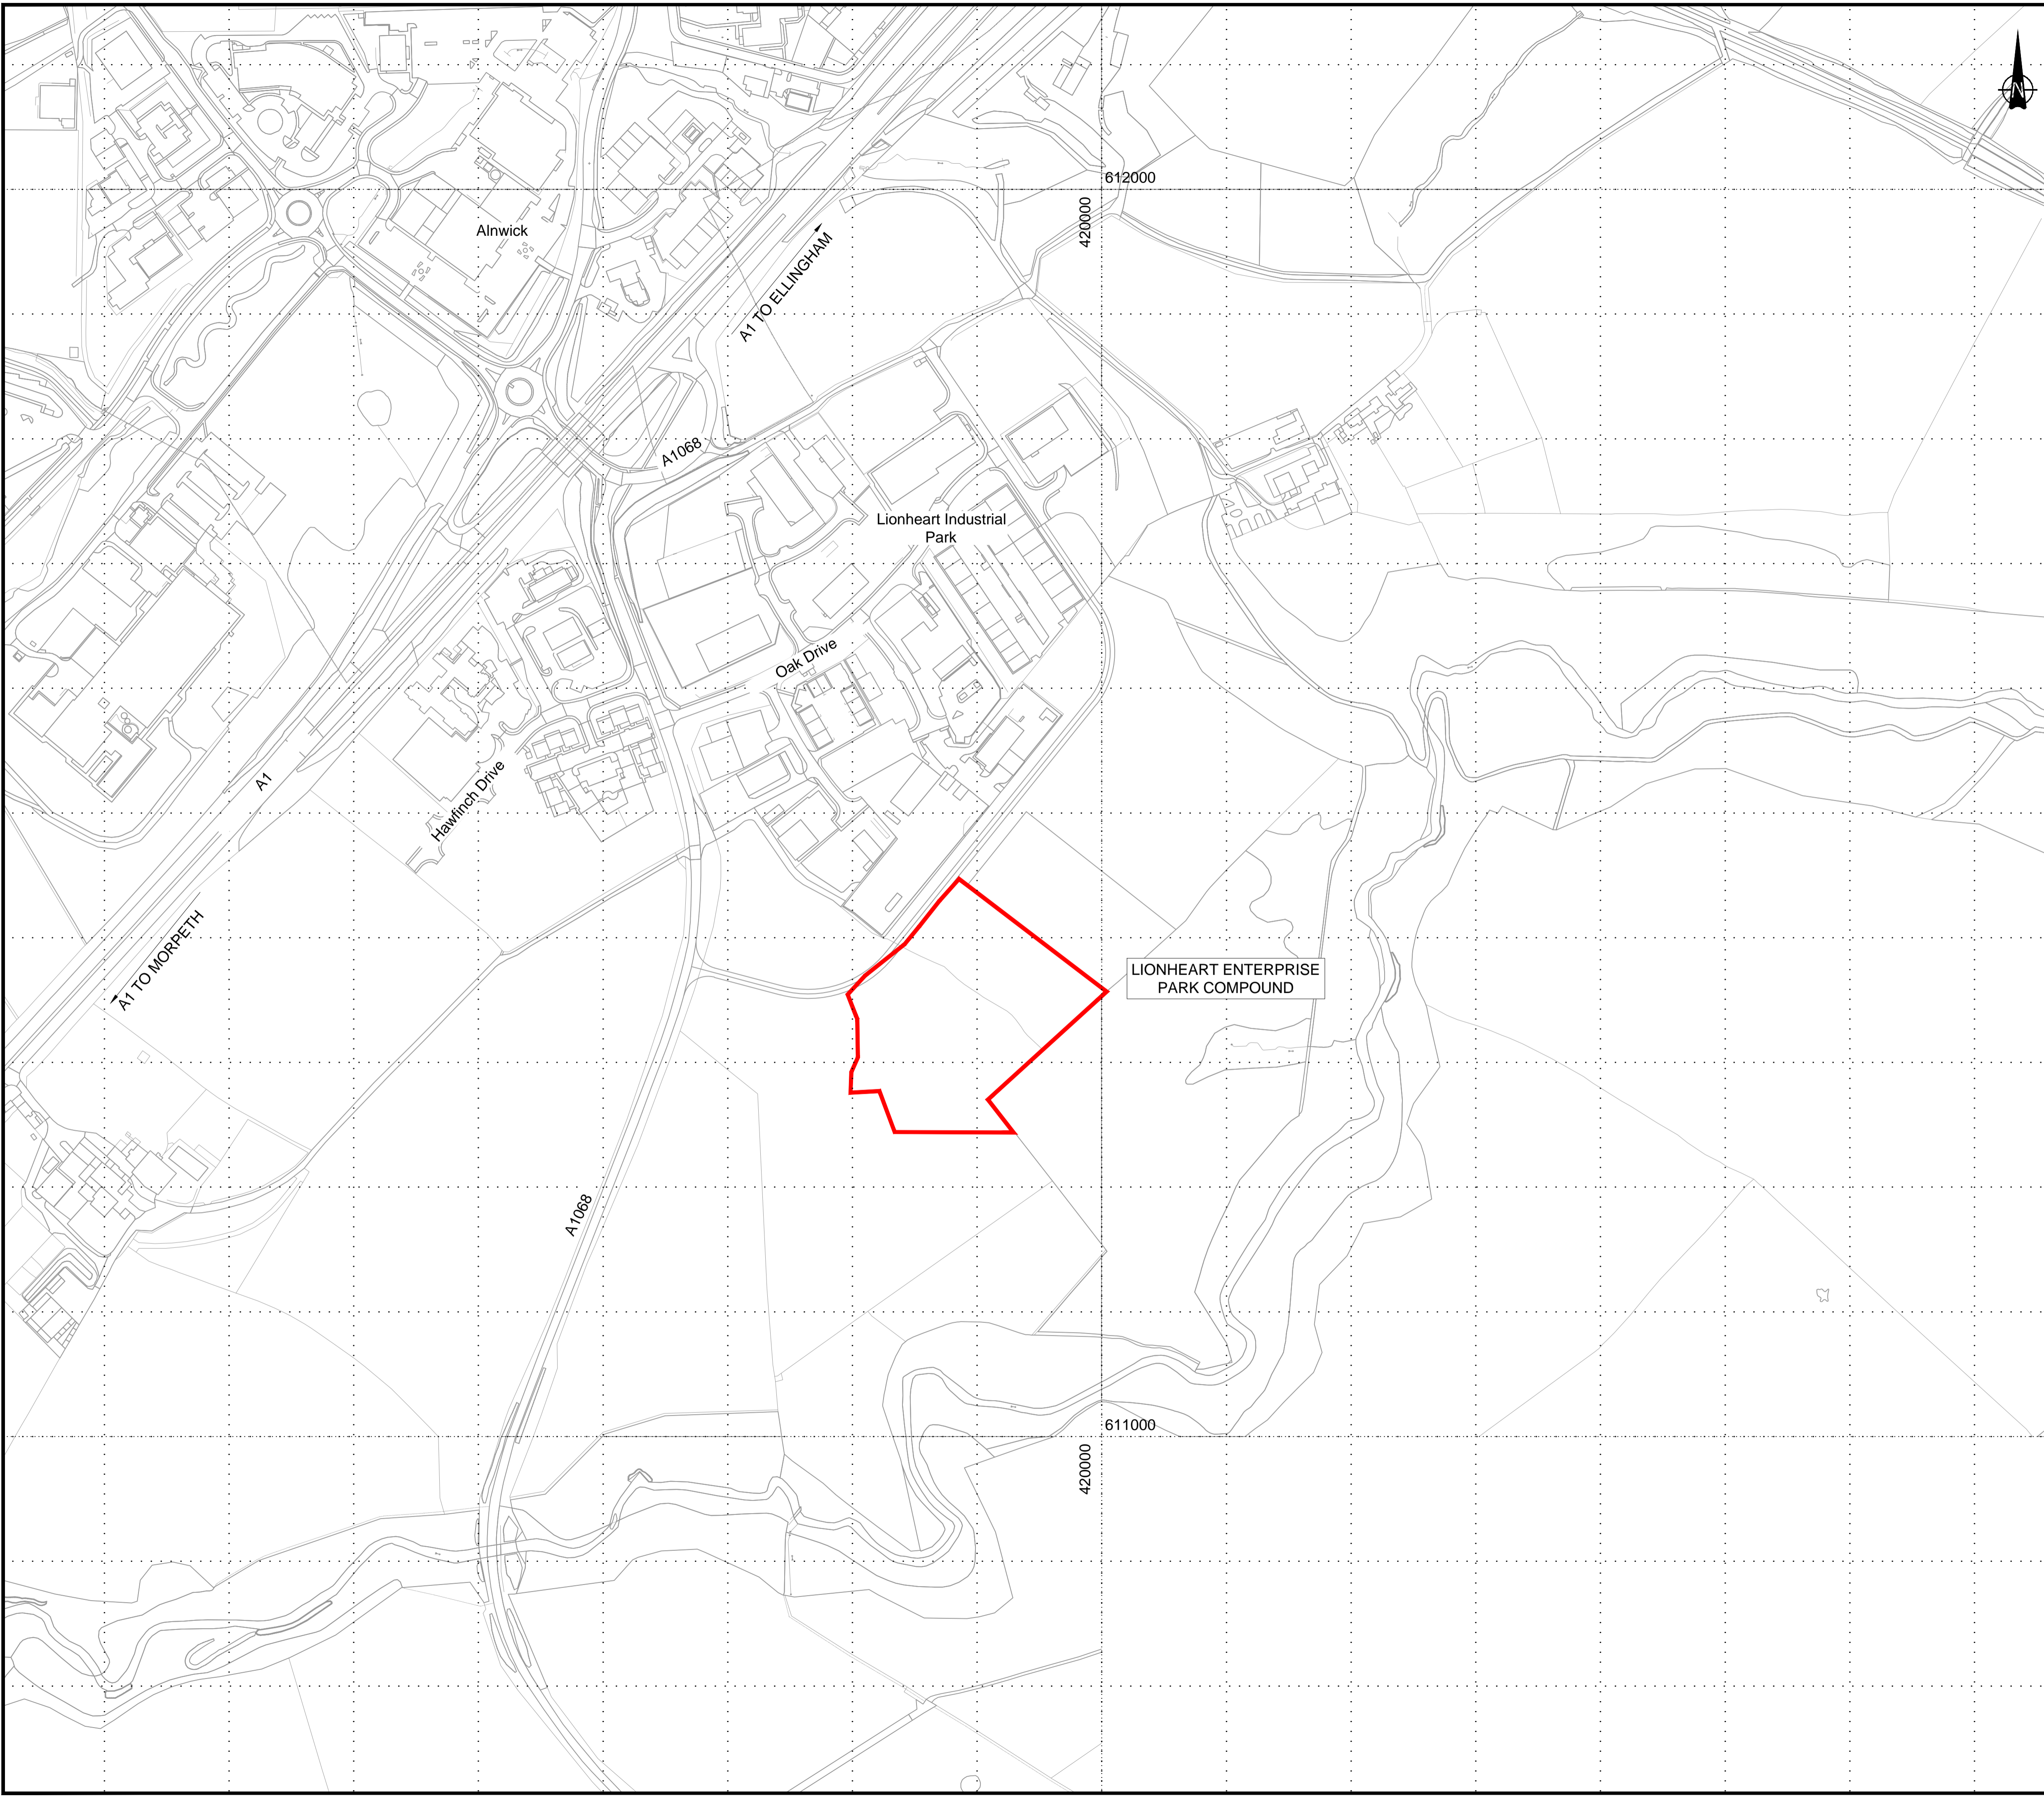 N
612000
420000
Alnwick
A1 TO ELLINGHAM
A1068
Lionheart Industrial
Park
Oak Drive
Hawfinch Drive
A1
A1 TO MORPETH
LIONHEART ENTERPRISE
PARK COMPOUND
A1068
611000
420000